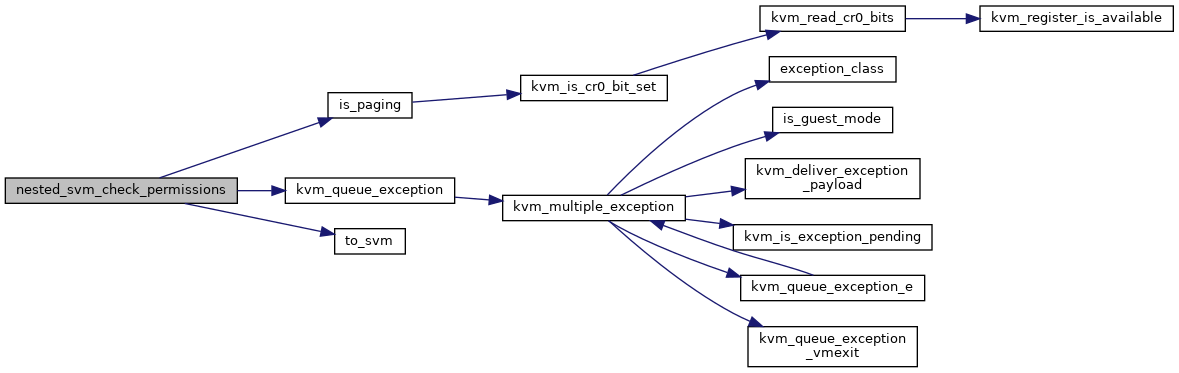 nested_svm_check_permissions
is_paging
kvm_queue_exception
to_svm
kvm_is_cr0_bit_set
kvm_multiple_exception
kvm_read_cr0_bits
exception_class
is_guest_mode
kvm_deliver_exception
_payload
kvm_is_exception_pending
kvm_queue_exception_e
kvm_queue_exception
_vmexit
kvm_register_is_available